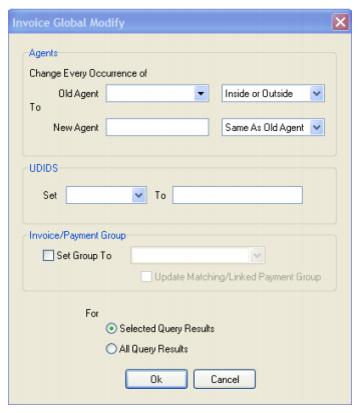 Invoice Global Modify
Agents
Change Every Occurrence of
Old Agent Inside or Outside
To
New Agent Same As Old Agent
UDIDS
Set To
Invoice/Payment Group
Set Group To
Update Matching/Linked Payment Group
For
Selected Query Results
All Query Results
Ok Cancel